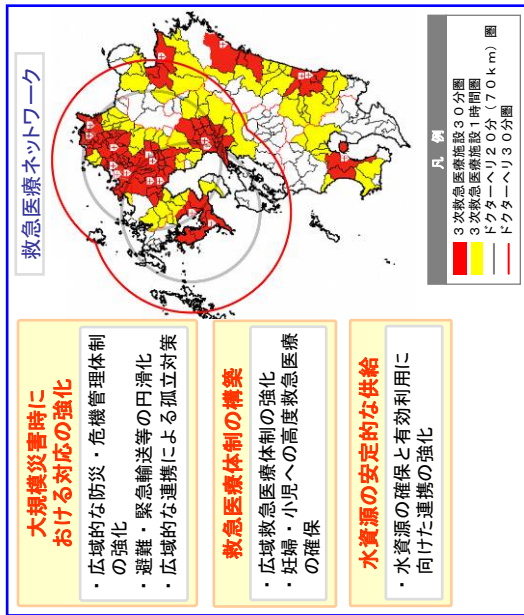 大規模災害時に
おける対応の強化
・広域的な防災・危機管理体制
の強化
・避難・緊急輸送等の円滑化
・広域的な連携による孤立対策
救急医療体制の構築
・広域救急医療体制の強化
・妊婦・小児への高度救急医療
の確保
水資源の安定的な供給
・水資源の確保と有効利用に
向けた連携の強化
救急医療ネットワーク
凡 例
３次救急医療施設３０分圏
３次救急医療施設１時間圏
ドクターヘリ２０分（７０ｋｍ）圏
ドクターヘリ３０分圏